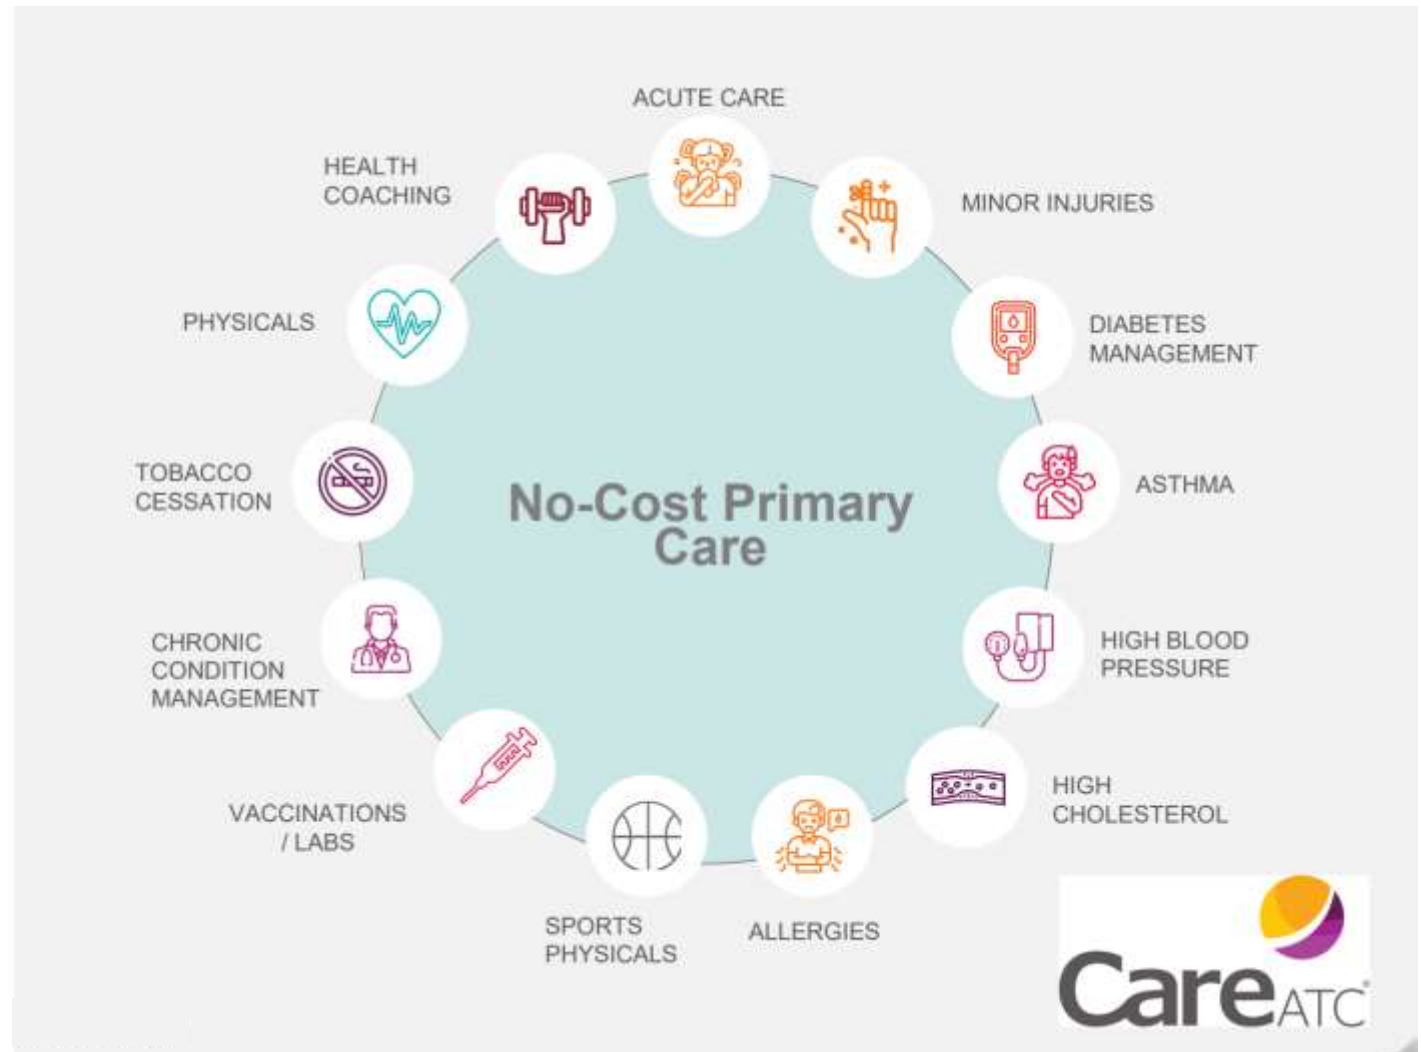 ACUTE CARE
HEALTH
COACHING
MINOR INJURIES
PHYSICALS
DIABETES
MANAGEMENT
TOBACCO
CESSATION
No-Cost Primary
Care
ASTHMA
CHRONIC
CONDITION
MANAGEMENT
HIGH BLOOD
PRESSURE
VACCINATIONS
/ LABS
HIGH
CHOLESTEROL
SPORTS
PHYSICALS
ALLERGIES
CareATC